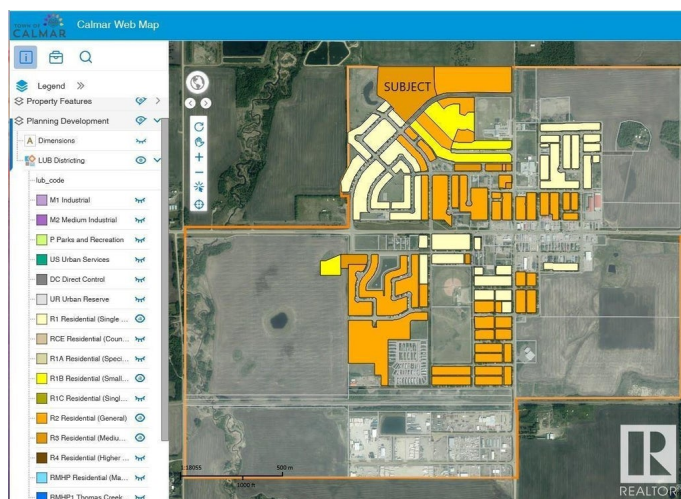 TOWN OF
CALMAR
Calmar Web Map
Legend
Property Features
Planning Development
A Dimensions
LUB Districting
lub_code
M1 Industrial
M2 Medium Industrial
P Parks and Recreation
US Urban Services
DC Direct Control
UR Urban Reserve
R1 Residential (Single ...
RCE Residential (Coun...
R1A Residential (Speci...
R1B Residential (Small...
R1C Residential (Singl...
R2 Residential (General)
R3 Residential (Mediu...
R4 Residential (Higher ...
RMHP Residential (Ma...
RMHP1 Thomas Creek
SUBJECT
1:18055
500 m
1000 ft
R
REALTOR